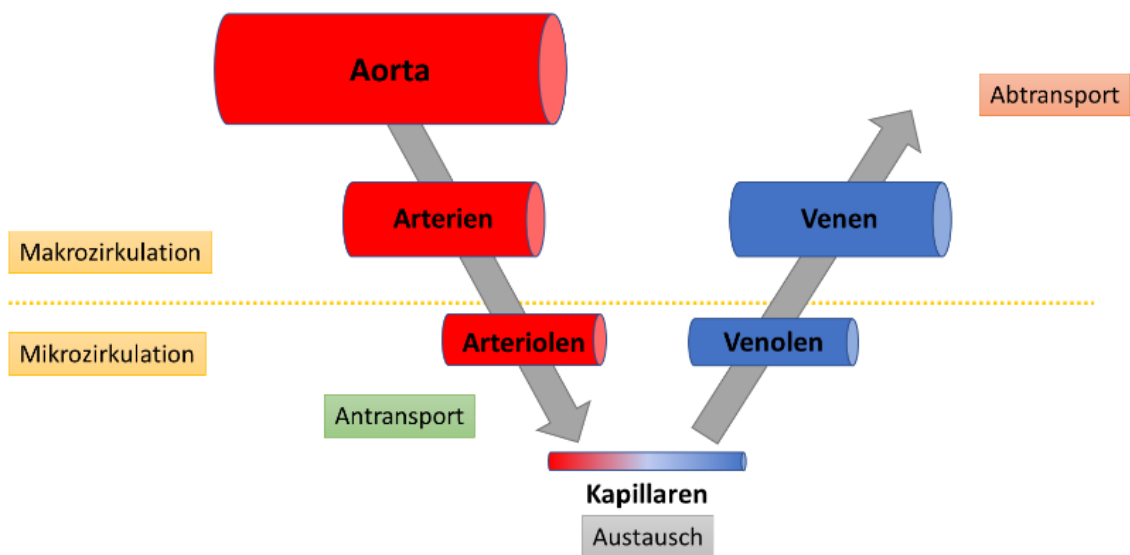 Aorta
Abtransport
Arterien
Venen
Makrozirkulation
Arteriolen
Venolen
Mikrozirkulation
Antransport
Kapillaren
Austausch